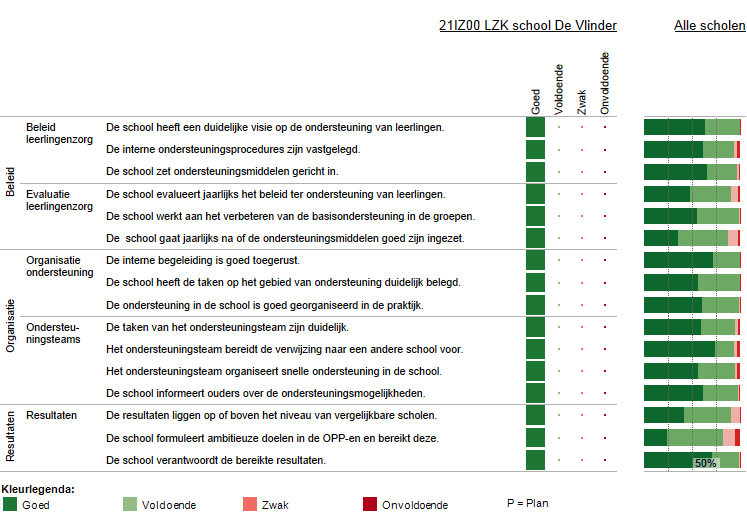 21IZ00 LZK school De Vlinder
Alle scholen
Goed
Voldoende
Zwak
Onvoldoende
Beleid
Beleid leerlingenzorg
De school heeft een duidelijke visie op de ondersteuning van leerlingen.
De interne ondersteuningsprocedures zijn vastgelegd.
De school zet ondersteuningsmiddelen gericht in.
Evaluatie leerlingenzorg
De school evalueert jaarlijks het beleid ter ondersteuning van leerlingen.
De school werkt aan het verbeteren van de basisondersteuning in de groepen.
De  school gaat jaarlijks na of de ondersteuningsmiddelen goed zijn ingezet.
Organisatie
Organisatie ondersteuning
De interne begeleiding is goed toegerust.
De school heeft de taken op het gebied van ondersteuning duidelijk belegd.
De ondersteuning in de school is goed georganiseerd in de praktijk.
Ondersteu-
ningsteams
De taken van het ondersteuningsteam zijn duidelijk.
Het ondersteuningsteam bereidt de verwijzing naar een andere school voor.
Het ondersteuningsteam organiseert snelle ondersteuning in de school.
De school informeert ouders over de ondersteuningsmogelijkheden.
Resultaten
Resultaten
De resultaten liggen op of boven het niveau van vergelijkbare scholen.
De school formuleert ambitieuze doelen in de OPP-en en bereikt deze.
De school verantwoordt de bereikte resultaten.
50%
Kleurlegenda:
Goed
Voldoende
Zwak
Onvoldoende
P = Plan